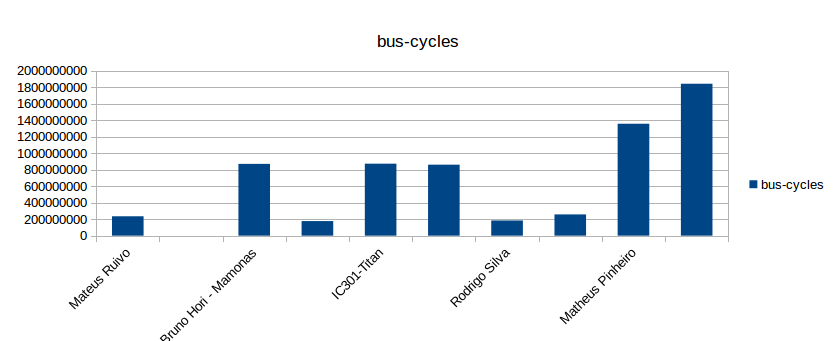 bus-cycles
2000000000
1800000000
1600000000
1400000000
1200000000
1000000000
800000000
600000000
400000000
200000000
0
bus-cycles
Mateus Ruivo
Bruno Hori - Mamonas
IC301-Titan
Rodrigo Silva
Matheus Pinheiro